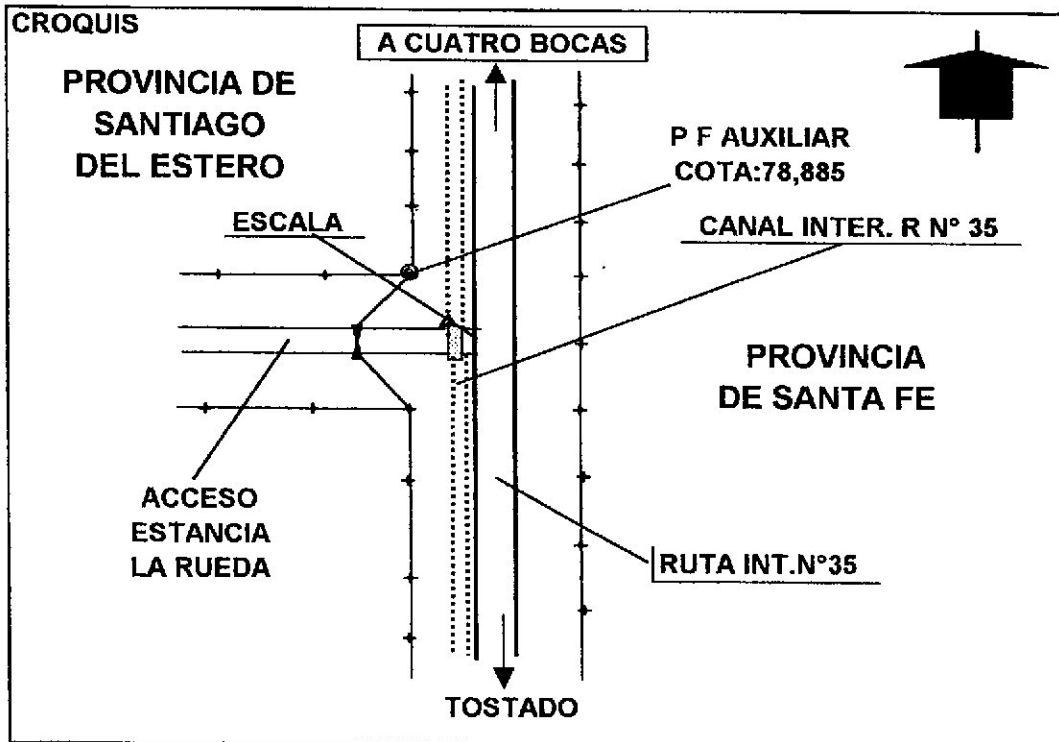 CROQUIS
A CUATRO BOCAS
PROVINCIA DE
SANTIAGO
DEL ESTERO
P F AUXILIAR
COTA:78,885
ESCALA
CANAL INTER. R N° 35
PROVINCIA
DE SANTA FE
ACCESO
ESTANCIA
LA RUEDA
RUTA INT.N°35
TOSTADO